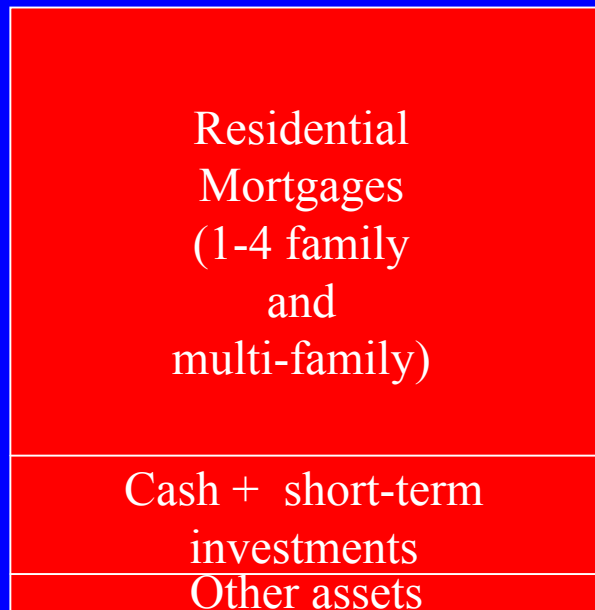 Residential
Mortgages
(1-4 family
and
multi-family)
Cash +  short-term
investments
Other assets